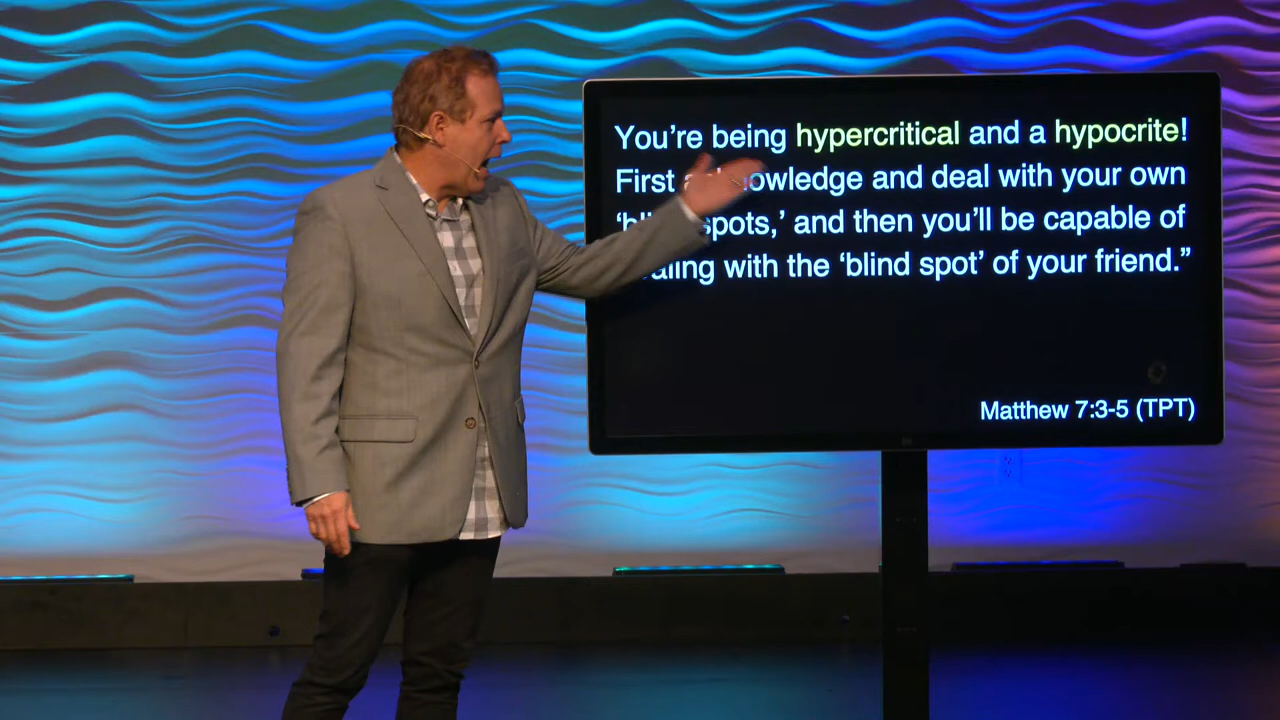 You're being hypercritical and a hypocrite!
First and deal with your own
spots,' and then you'll be capable of
with the 'blind spot' of your friend.”
Matthew 7:3-5 (TPT)